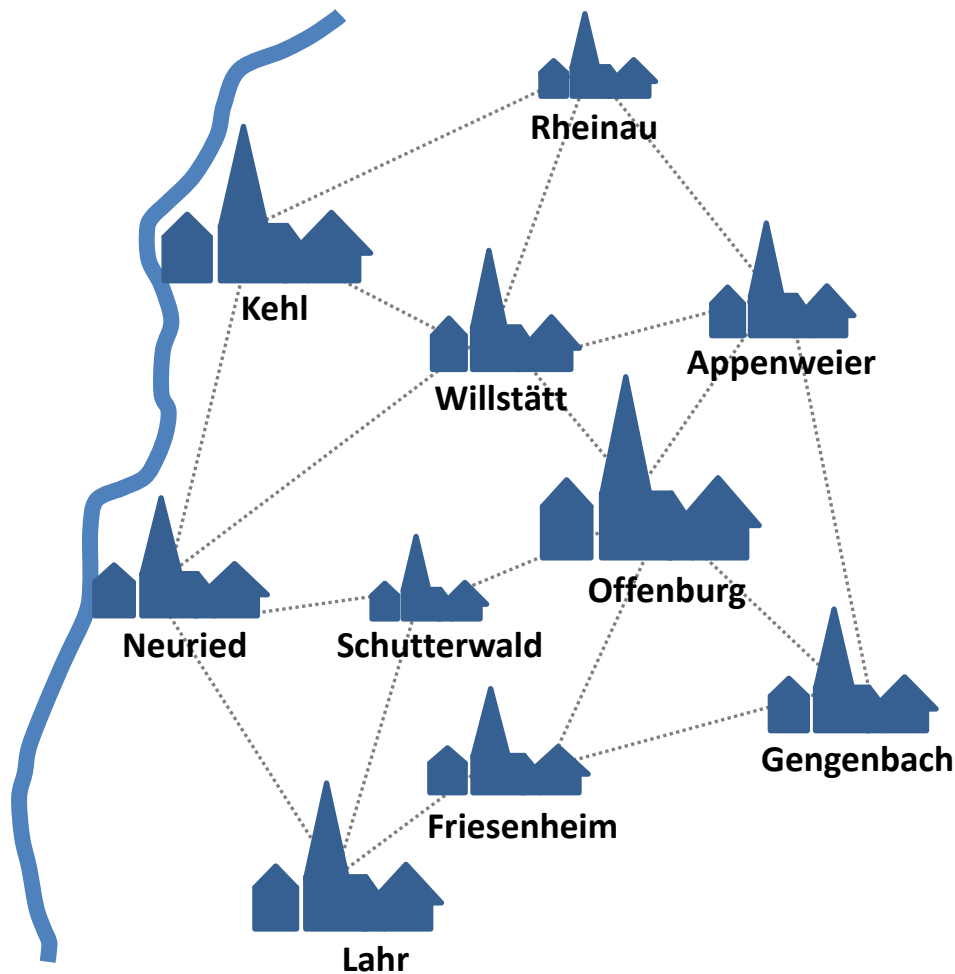 Rheinau
Kehl
Appenweier
Willstätt
Offenburg
Neuried
Schutterwald
Gengenbach
Friesenheim
Lahr